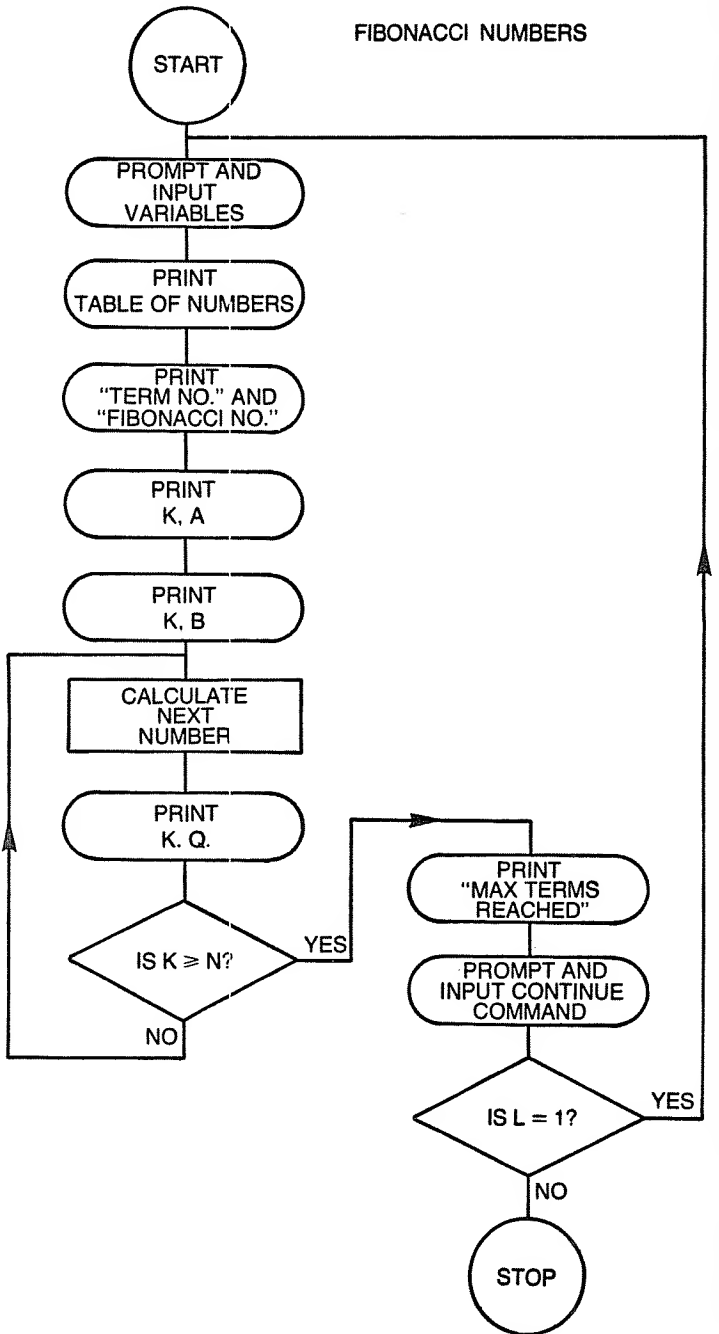 FIBONACCI NUMBERS
START
PROMPT AND
INPUT
VARIABLES
PRINT
TABLE OF NUMBERS
PRINT
"TERM NO." AND
"FIBONACCI NO."
PRINT
K, A
PRINT
K, B
CALCULATE
NEXT
NUMBER
PRINT
K. Q.
IS K ≥ N?
YES
NO
PRINT
"MAX TERMS
REACHED"
PROMPT AND
INPUT CONTINUE
COMMAND
IS L = 1?
YES
NO
STOP